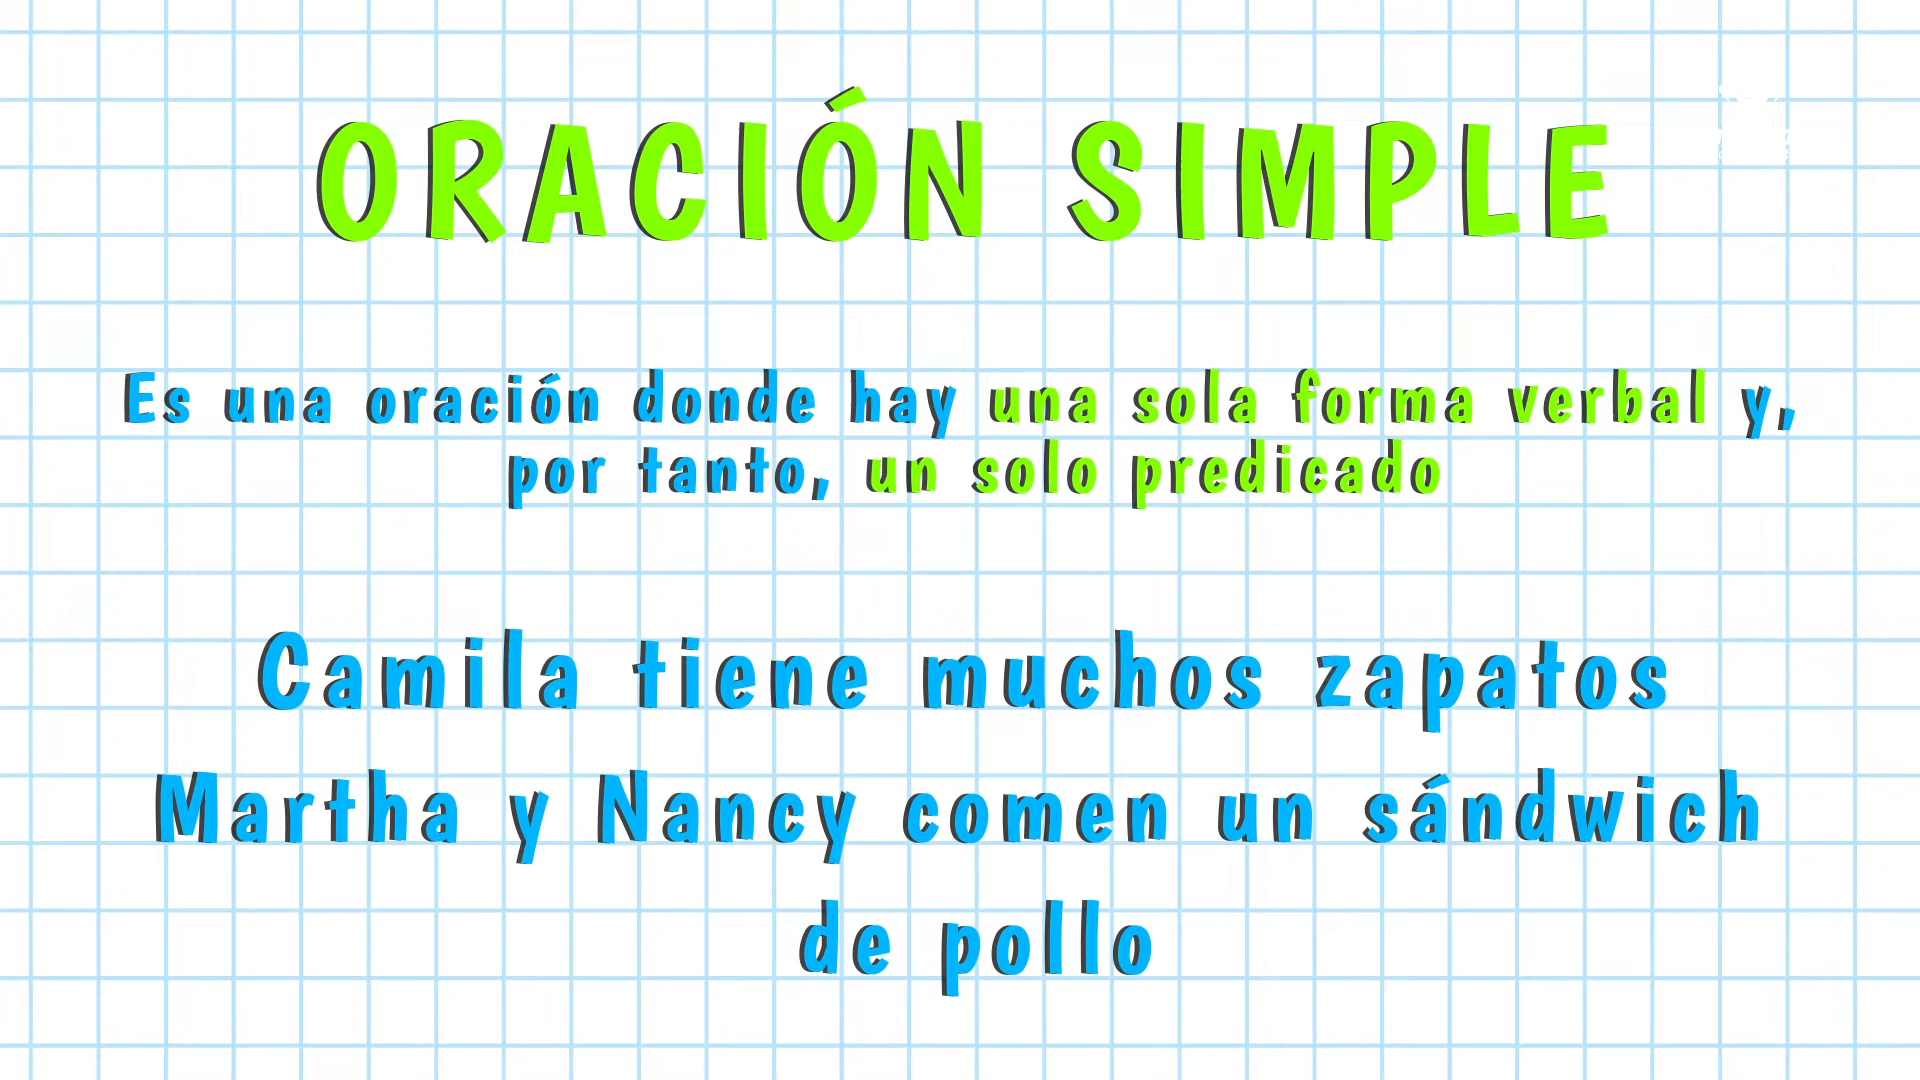 ORACIÓN SIMPLE
Es una oración donde hay una sola forma verbal y,
por tanto, un solo predicado
Camila tiene muchos zapatos
Martha y Nancy comen un sándwich
de pollo